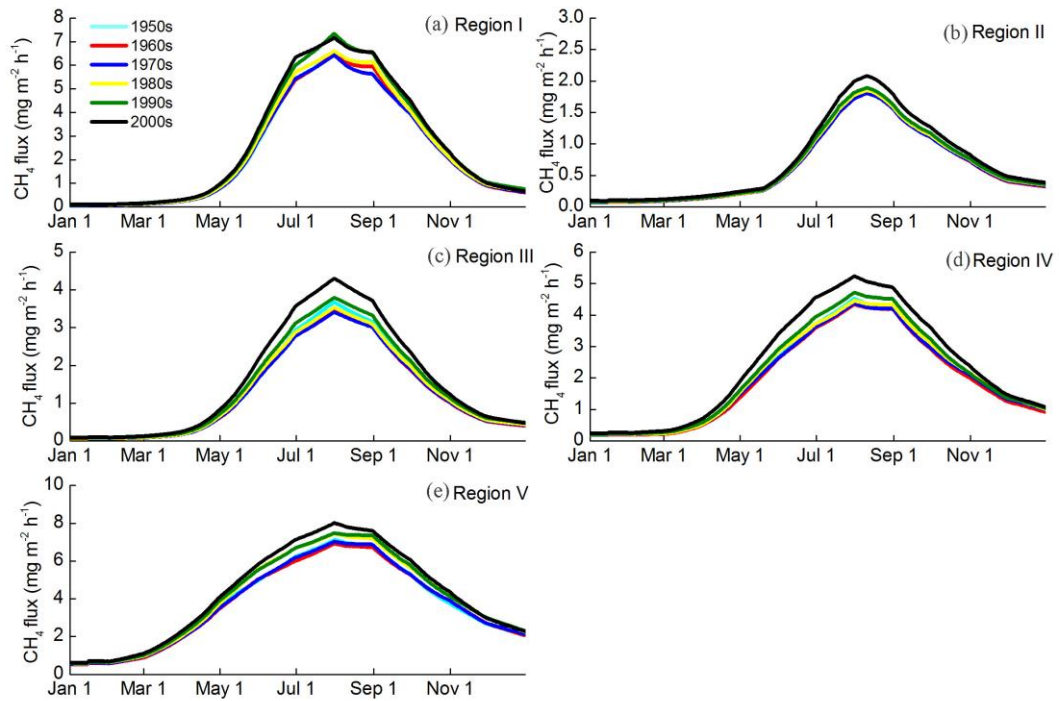 (a) Region I
CH4 flux (mg m-2 h-1)
8
7
6
5
4
3
2
1
0
1950s
1960s
1970s
1980s
1990s
2000s
Jan 1 Mar 1 May 1 Jul 1 Sep 1 Nov 1
(b) Region II
CH4 flux (mg m-2 h-1)
3.0
2.5
2.0
1.5
1.0
0.5
0.0
Jan 1 Mar 1 May 1 Jul 1 Sep 1 Nov 1
(c) Region III
CH4 flux (mg m-2 h-1)
5
4
3
2
1
0
Jan 1 Mar 1 May 1 Jul 1 Sep 1 Nov 1
(d) Region IV
CH4 flux (mg m-2 h-1)
6
5
4
3
2
1
0
Jan 1 Mar 1 May 1 Jul 1 Sep 1 Nov 1
(e) Region V
CH4 flux (mg m-2 h-1)
10
8
6
4
2
0
Jan 1 Mar 1 May 1 Jul 1 Sep 1 Nov 1